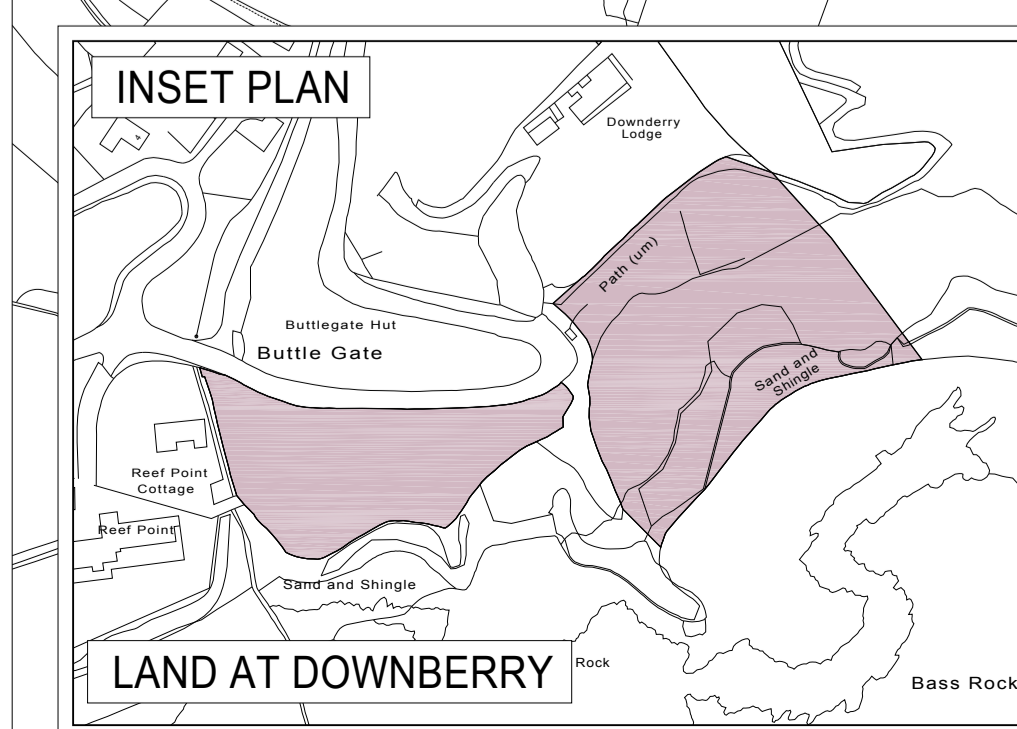 INSET PLAN
4
Downderry
Lodge
Path (um)
Buttlegate Hut
Buttle Gate
Sand and
Shingle
Reef Point
Cottage
Reef Point
Sand and Shingle
LAND AT DOWNBERRY
Rock
Bass Rock